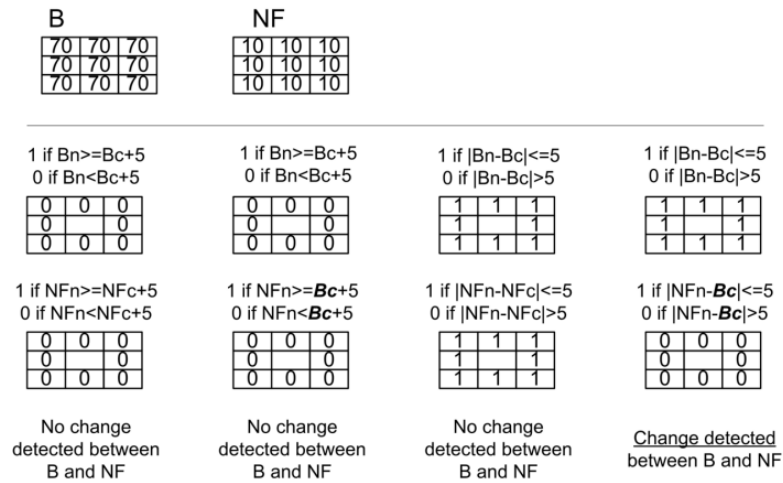 B NF
70 70 70 10 10 10
70 70 70 10 10 10
70 70 70 10 10 10
1 if Bn>=Bc+5 1 if Bn>=Bc+5 1 if |Bn-Bc|<=5 1 if |Bn-Bc|<=5
0 if Bn<Bc+5 0 if Bn<Bc+5 0 if |Bn-Bc|>5 0 if |Bn-Bc|>5
0 0 0 0 0 0 1 1 1 1 1 1
0 0 0 0 1 1 1 1
0 0 0 0 0 0 1 1 1 1 1 1
1 if NFn>=NFc+5 1 if NFn>=Bc+5 1 if |NFn-NFc|<=5 1 if |NFn-Bc|<=5
0 if NFn<NFc+5 0 if NFn<Bc+5 0 if |NFn-NFc|>5 0 if |NFn-Bc|>5
0 0 0 0 0 0 1 1 1 0 0 0
0 0 0 0 1 1 0 0
0 0 0 0 0 0 1 1 1 0 0 0
No change No change No change Change detected
detected between detected between detected between between B and NF
B and NF B and NF B and NF